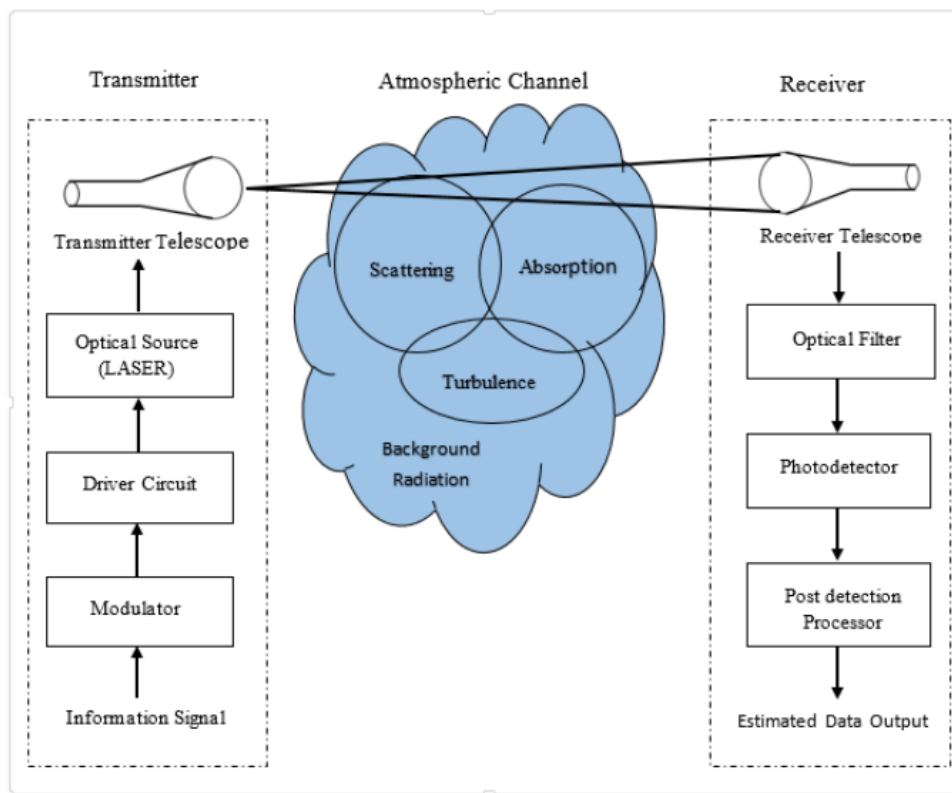 Transmitter
Atmospheric Channel
Receiver
Transmitter Telescope
Receiver Telescope
Scattering
Absorption
Turbulence
Background
Radiation
Optical Source
(LASER)
Driver Circuit
Modulator
Information Signal
Optical Filter
Photodetector
Post detection
Processor
Estimated Data Output